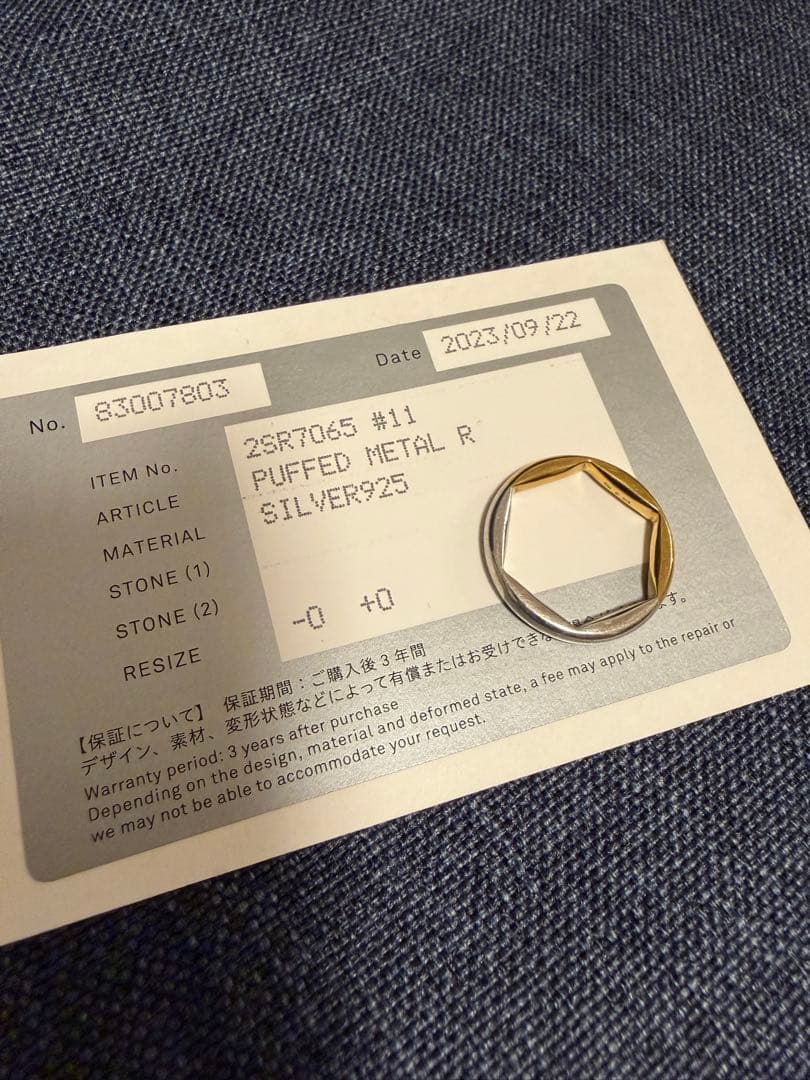 No. 83007803 Date 2023/09/22
ITEM No. 2SR7065 #11
ARTICLE PUFFED METAL R
MATERIAL SILVER925
STONE (1)
STONE (2)
RESIZE -0 +0
【保証について】 保証期間：ご購入後3年間
デザイン、素材、変形状態などによって有償またはお受けできな す。
Warranty period: 3 years after purchase
Depending on the design, material and deformed state, a fee may apply to the repair or
we may not be able to accommodate your request.